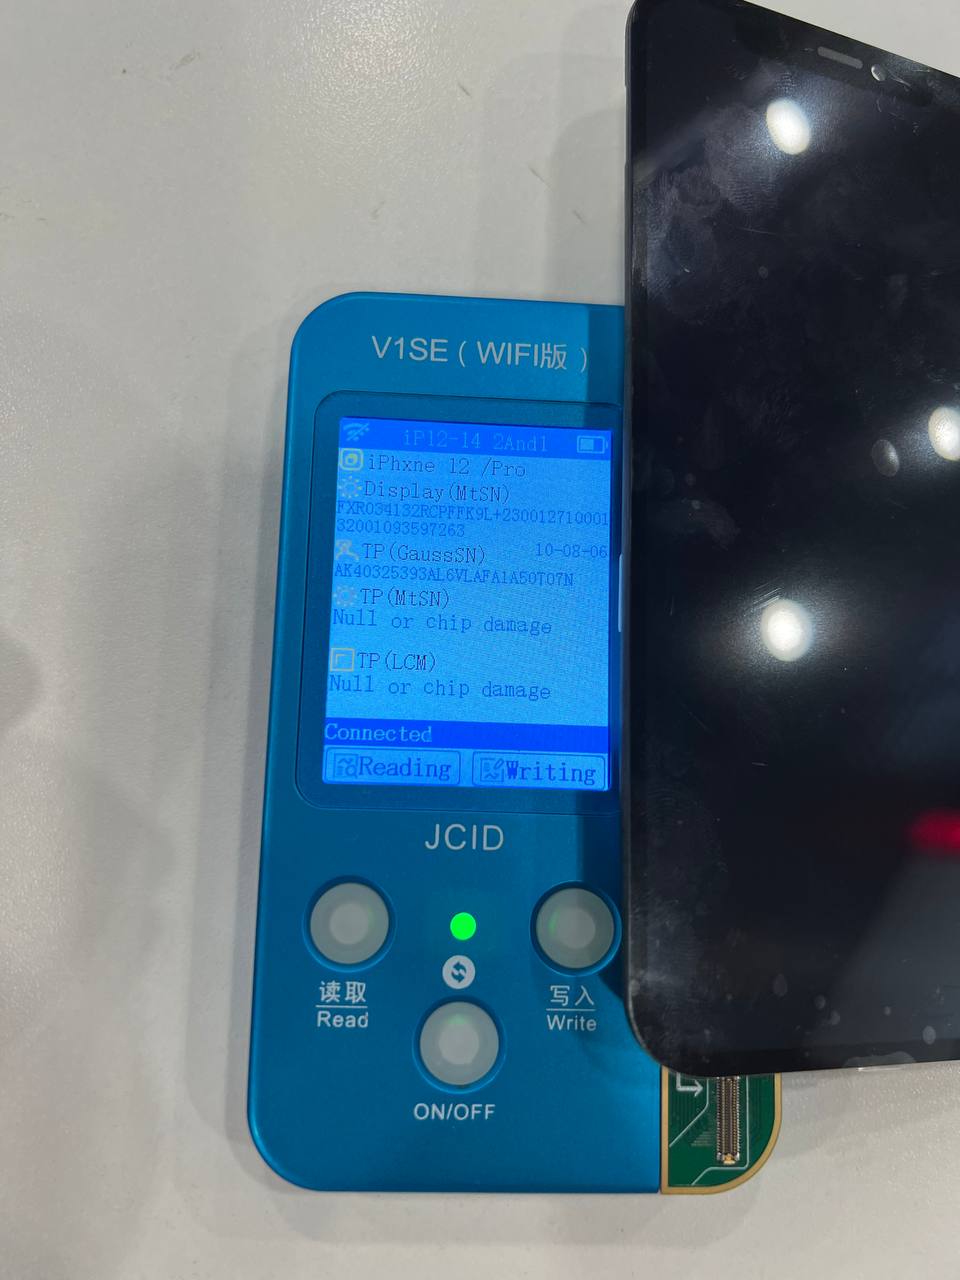 V1SE ( WIFI版 )
iP12-14 2And1
iPhxne 12 /Pro
Display(MtSN)
FXR034132RCPFFK9L+230012710001
32001093597263
TP(GaussSN) 10-08-06
AK40325393AL6VLAFA1A50T07N
TP(MtSN)
Null or chip damage
TP(LCM)
Null or chip damage
Connected
Reading Writing
JCID
读取 写入
Read Write
ON/OFF